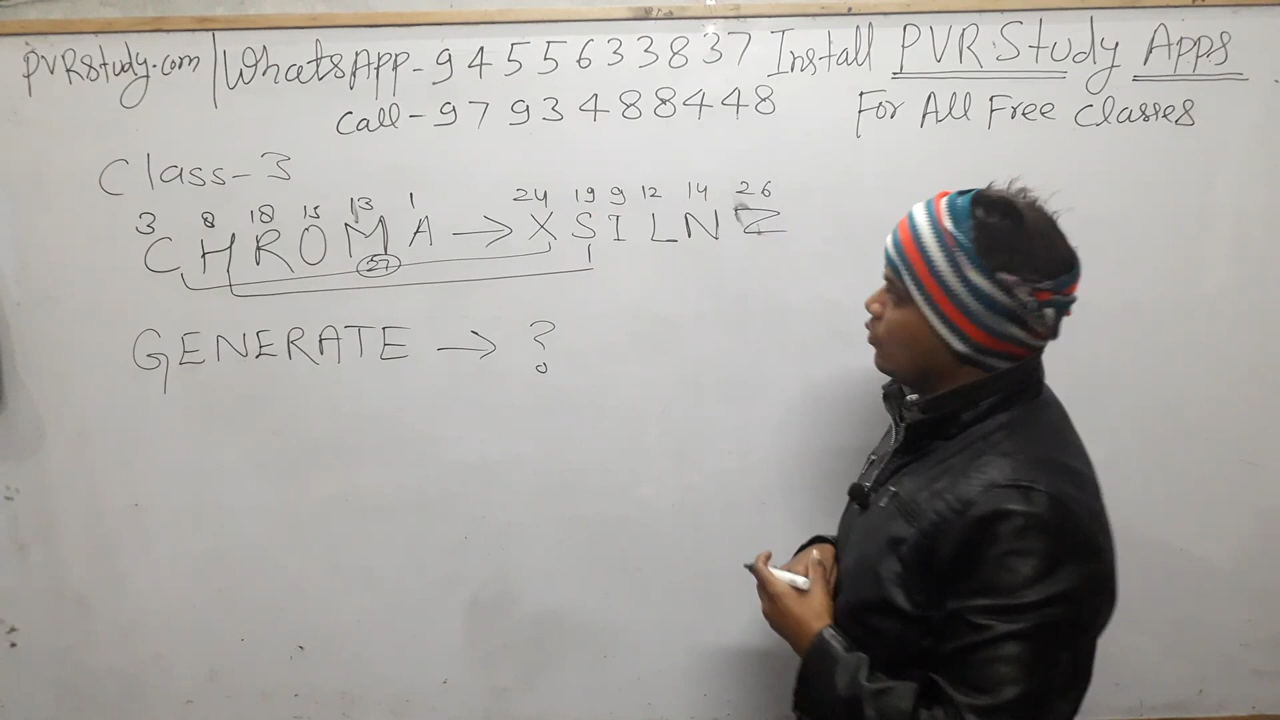 PVRstudy.com | WhatsApp-9455633837 Install PVR.Study Apps
call-9793488448 For All Free Classes
Class-3
3 8 18 15 13 1 24 19 9 12 14 26
CHROMA → XSILNZ
27
GENERATE → ?